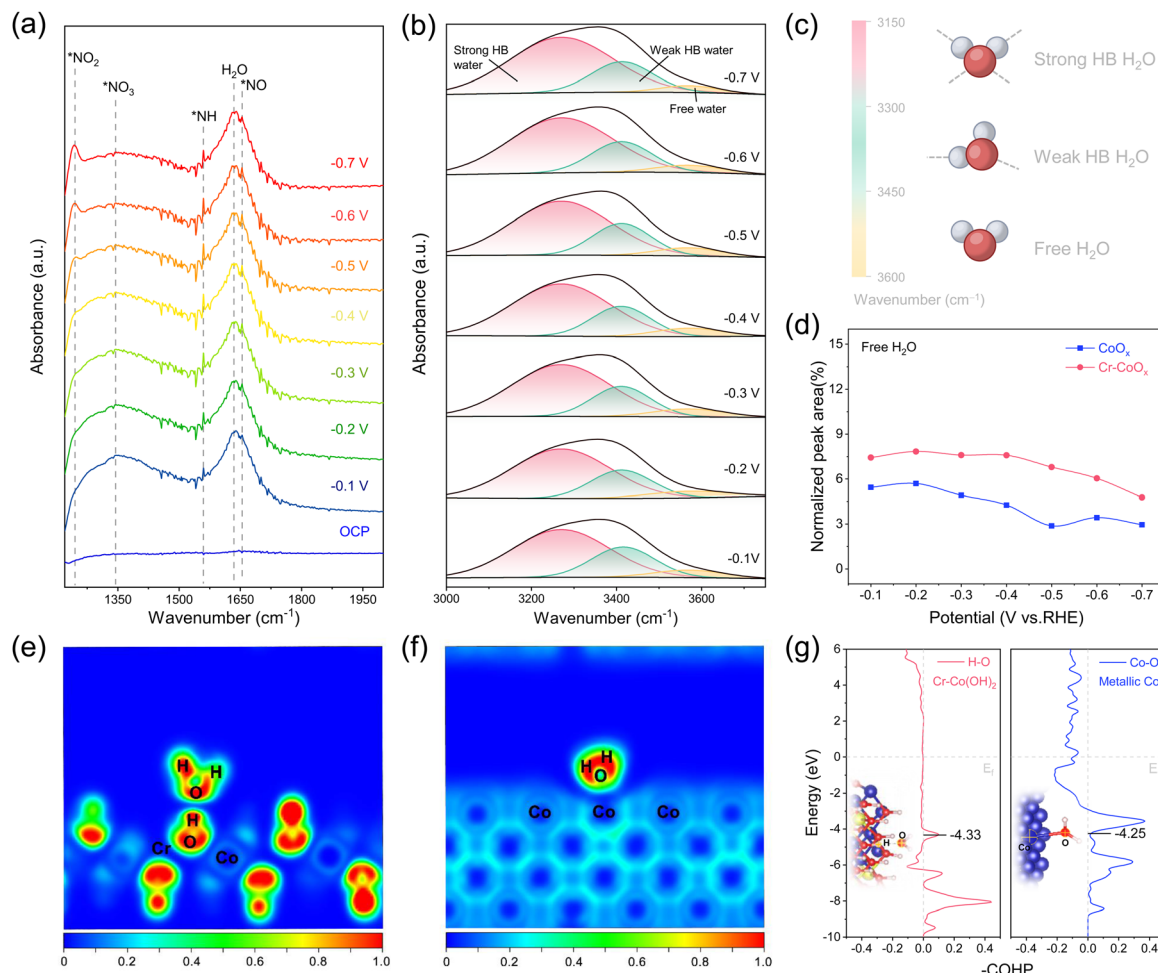 (a)
*NO2
*NO3
*NH
H2O
*NO
-0.7 V
-0.6 V
-0.5 V
-0.4 V
-0.3 V
-0.2 V
-0.1 V
OCP
Absorbance (a.u.)
1350 1500 1650 1800 1950
Wavenumber (cm⁻¹)
(b)
Strong HB
water
Weak HB water
Free water
-0.7 V
-0.6 V
-0.5 V
-0.4 V
-0.3 V
-0.2 V
-0.1V
Absorbance (a.u.)
3000 3200 3400 3600
Wavenumber (cm⁻¹)
(c)
3150
3300
3450
3600
Wavenumber (cm⁻¹)
Strong HB H2O
Weak HB H2O
Free H2O
(d)
Free H2O
CoOx
Cr-CoOx
Normalized peak area(%)
15
12
9
6
3
0
-0.1 -0.2 -0.3 -0.4 -0.5 -0.6 -0.7
Potential (V vs.RHE)
(e)
H H
O
H
O
Cr Co
0 0.2 0.4 0.6 0.8 1.0
(f)
H H
O
Co Co Co
0 0.2 0.4 0.6 0.8 1.0
(g)
H-O
Cr-Co(OH)2
Ef
-4.33
H O
Energy (eV)
6
4
2
0
-2
-4
-6
-8
-10
-0.4 -0.2 0.0 0.2 0.4
Co-O
Metallic Co
E
-4.25
Co
O
-0.4 -0.2 0.0 0.2 0.4
-COHP